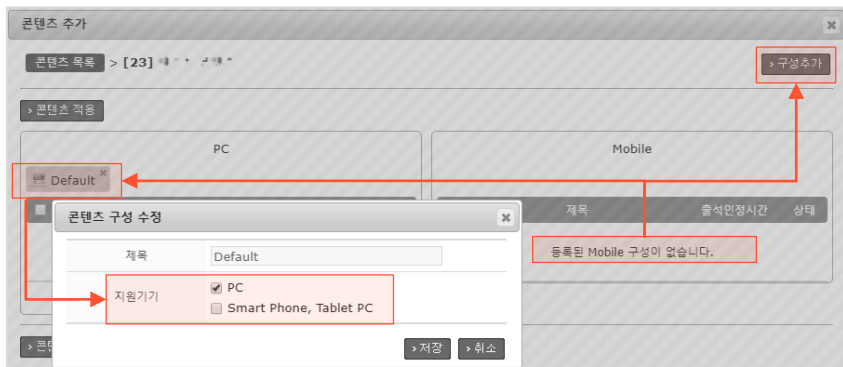 콘텐츠 추가
콘텐츠 목록 > [23]
› 구성추가
› 콘텐츠 적용
PC
Mobile
Default
제목 출석인정시간 상태
등록된 Mobile 구성이 없습니다.
콘텐츠 구성 수정
제목 Default
지원기기
PC
Smart Phone, Tablet PC
› 저장 › 취소